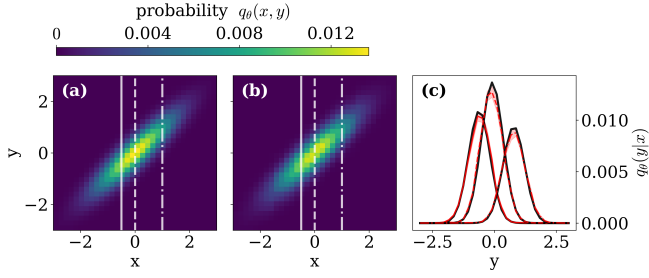 probability q_θ(x, y)
0 0.004 0.008 0.012
(a) (b) (c)
2 0 −2
y
−2 0 2
x
−2 0 2
x
−2.5 0.0 2.5
y
0.010 0.005 0.000
q_θ(y|x)